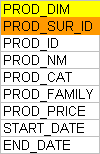 PROD_DIM
PROD_SUR_ID
PROD_ID
PROD_NM
PROD_CAT
PROD_FAMILY
PROD_PRICE
START_DATE
END_DATE